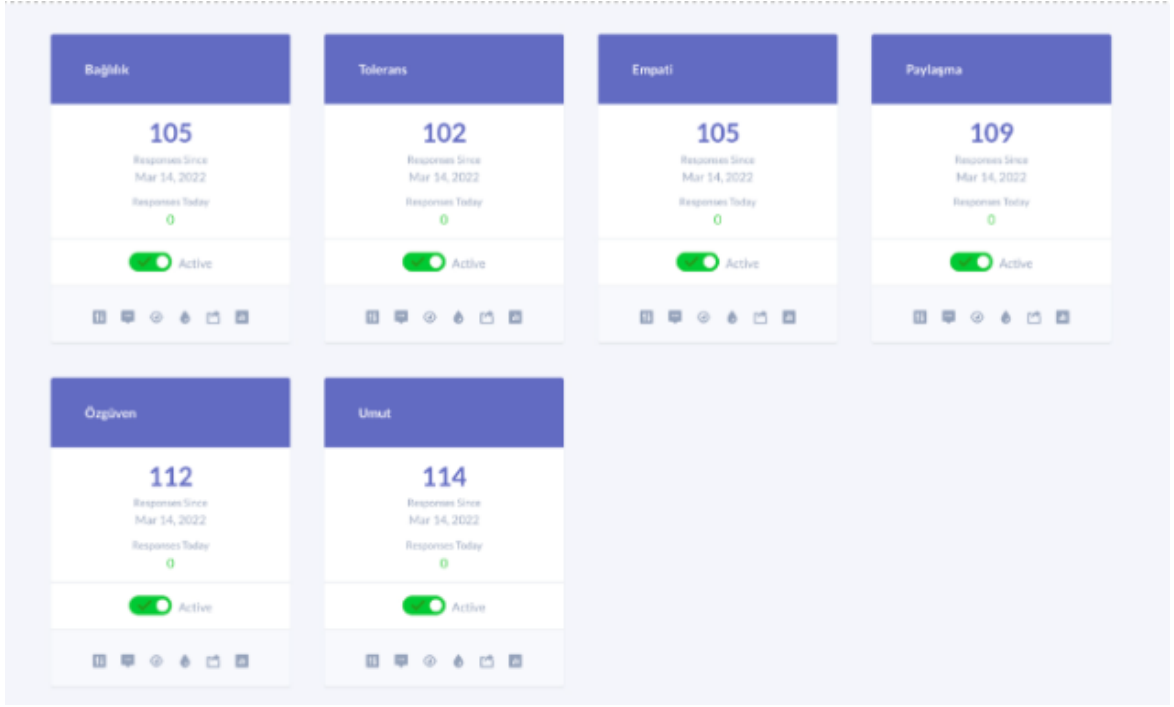 Bağlılık
105
Responses Since
Mar 14, 2022
Responses Today
0
Active
Tolerans
102
Responses Since
Mar 14, 2022
Responses Today
0
Active
Empati
105
Responses Since
Mar 14, 2022
Responses Today
0
Active
Paylaşma
109
Responses Since
Mar 14, 2022
Responses Today
0
Active
Özgüven
112
Responses Since
Mar 14, 2022
Responses Today
0
Active
Umut
114
Responses Since
Mar 14, 2022
Responses Today
0
Active